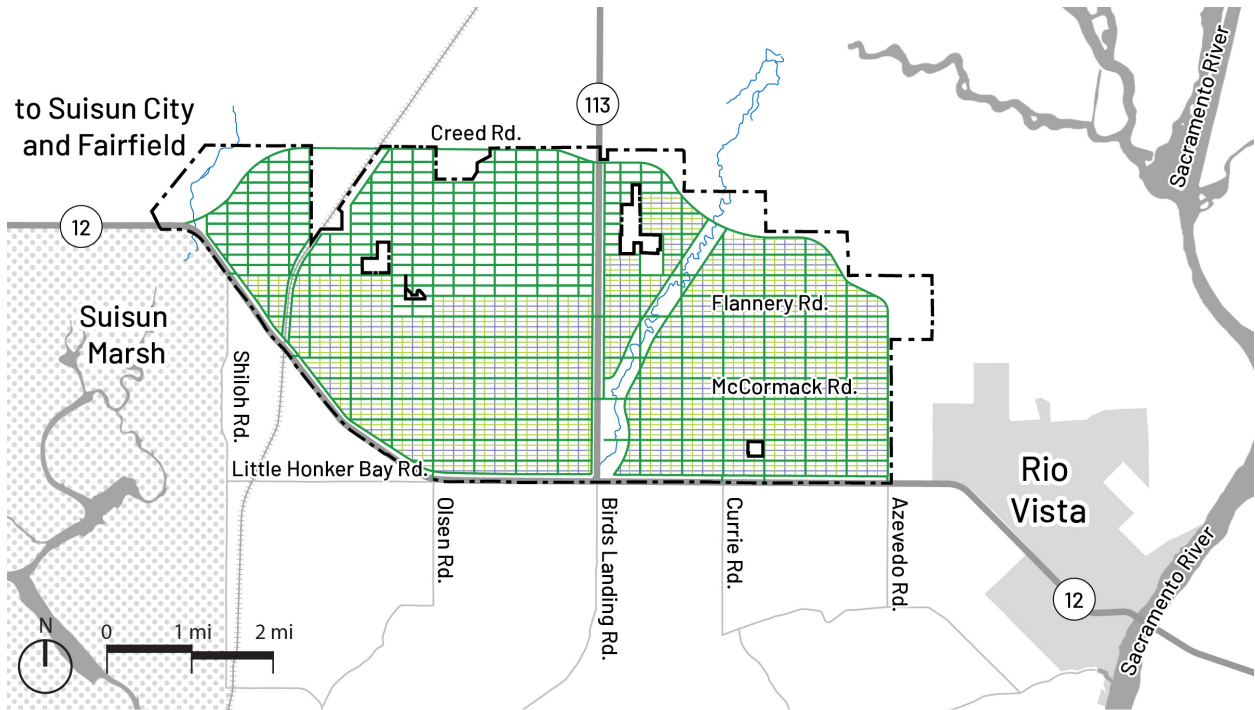 Sacramento River
to Suisun City
and Fairfield
113
Creed Rd.
12
Flannery Rd.
Suisun
Marsh
Shiloh Rd.
McCormack Rd.
Little Honker Bay Rd.
Rio
Vista
Olsen Rd.
Birds Landing Rd.
Currie Rd.
Azevedo Rd.
Sacramento River
12
N
0 1 mi 2 mi